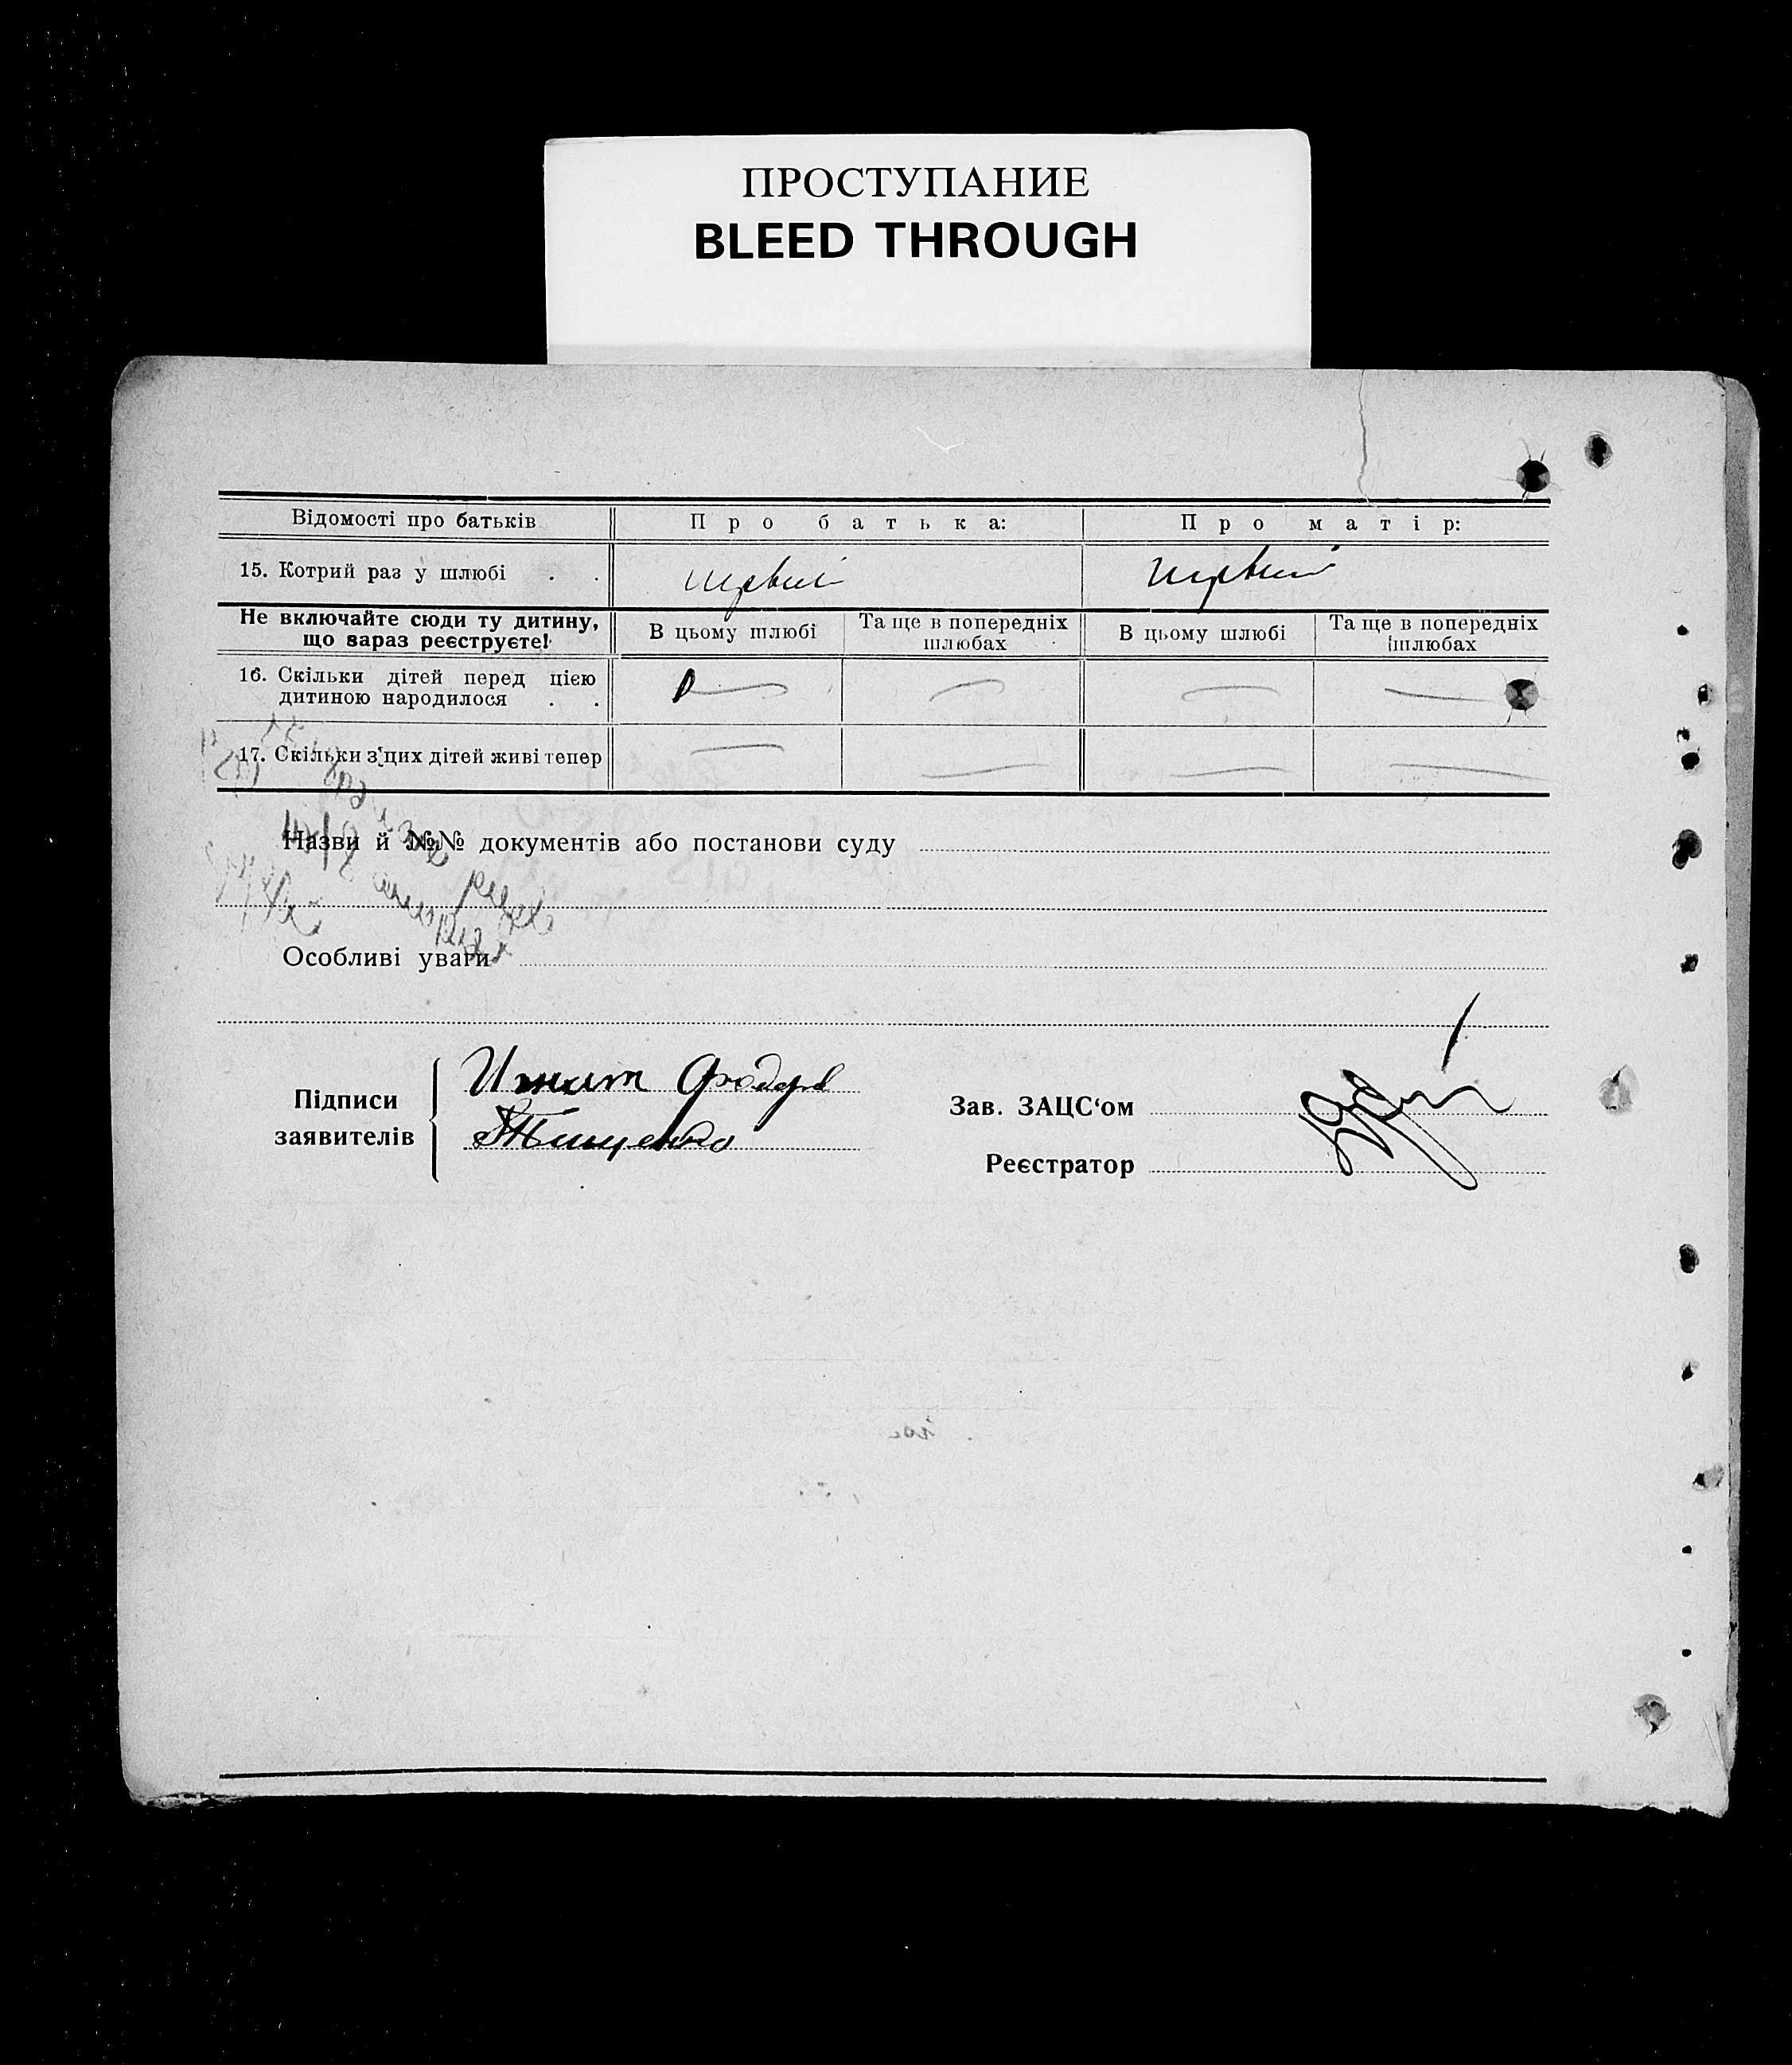 ПРОСТУПАНИЕ
BLEED THROUGH
Відомості про батьків Про батька: Про матір:
15. Котрий раз у шлюбі . . первий первий
Не включайте сюди ту дитину, що зараз реєструєте! В цьому шлюбі Та ще в попередніх шлюбах В цьому шлюбі Та ще в попередніх шлюбах
16. Скільки дітей перед цією
дитиною народилося . . — — — —
17. Скільки з цих дітей живі тепер — — — —
Назви й №№ документів або постанови суду
Особливі уваги
Підписи
заявителів
Тищенко
Зав. ЗАЦС‘ом
Реєстратор